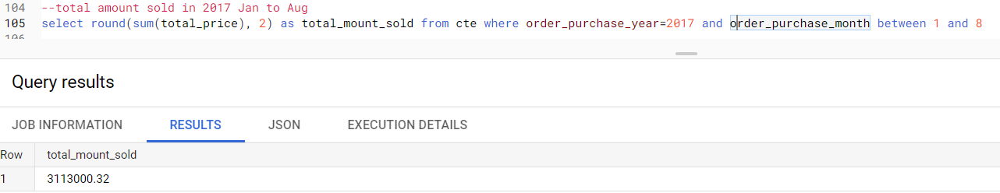 104 --total amount sold in 2017 Jan to Aug
105 select round(sum(total_price), 2) as total_mount_sold from cte where order_purchase_year=2017 and order_purchase_month between 1 and 8
106
Query results
JOB INFORMATION RESULTS JSON EXECUTION DETAILS
Row total_mount_sold
1 3113000.32